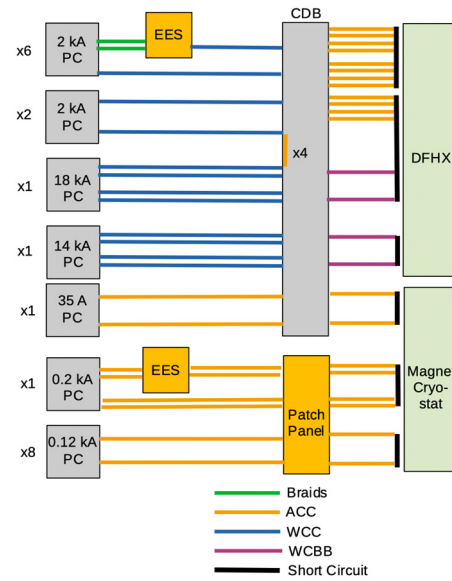 CDB
x6
2 kA
PC
EES
x2
2 kA
PC
x4
DFHX
x1
18 kA
PC
x1
14 kA
PC
x1
35 A
PC
x1
0.2 kA
PC
EES
Patch
Panel
Magne
Cryo-
stat
x8
0.12 kA
PC
Braids
ACC
WCC
WCBB
Short Circuit